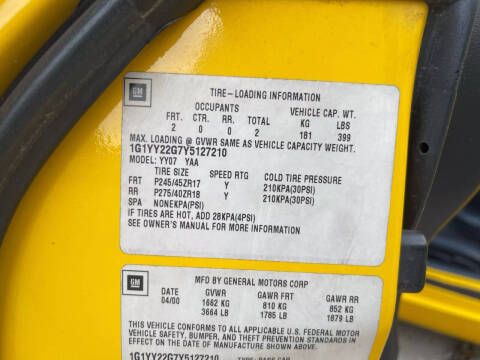 GM
TIRE-LOADING INFORMATION
OCCUPANTS VEHICLE CAP. WT.
FRT. CTR. RR. TOTAL KG LBS
2 0 0 2 181 399
MAX. LOADING @ GVWR SAME AS VEHICLE CAPACITY WEIGHT.
1G1YY22G7Y5127210
MODEL: YY07 YAA
TIRE SIZE SPEED RTG COLD TIRE PRESSURE
FRT P245/45ZR17 Y 210KPA(30PSI)
RR P275/40ZR18 Y 210KPA(30PSI)
SPA NONEKPA(PSI)
IF TIRES ARE HOT, ADD 28KPA(4PSI)
SEE OWNER'S MANUAL FOR MORE INFORMATION
GM
MFD BY GENERAL MOTORS CORP
DATE GVWR GAWR FRT GAWR RR
04/00 1662 KG 810 KG 852 KG
3664 LB 1785 LB 1879 LB
THIS VEHICLE CONFORMS TO ALL APPLICABLE U.S. FEDERAL MOTOR
VEHICLE SAFETY, BUMPER, AND THEFT PREVENTION STANDARDS
IN EFFECT ON THE DATE OF MANUFACTURE SHOWN ABOVE.
1G1YY22G7Y5127210 TYPE: PASS CAR